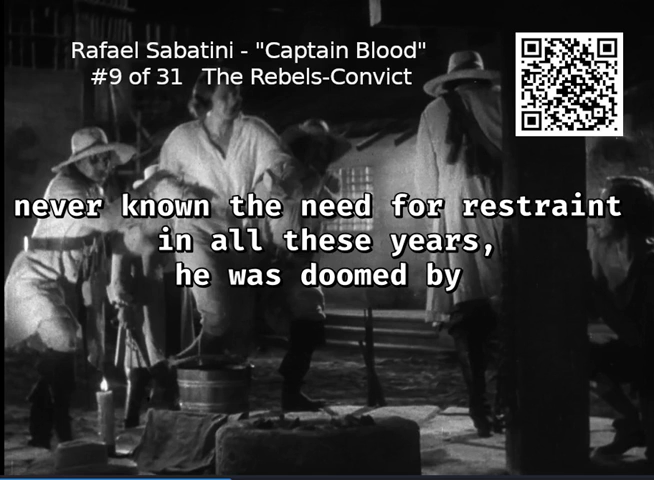 Rafael Sabatini - "Captain Blood"
#9 of 31 The Rebels-Convict
never known the need for restraint
in all these years,
he was doomed by